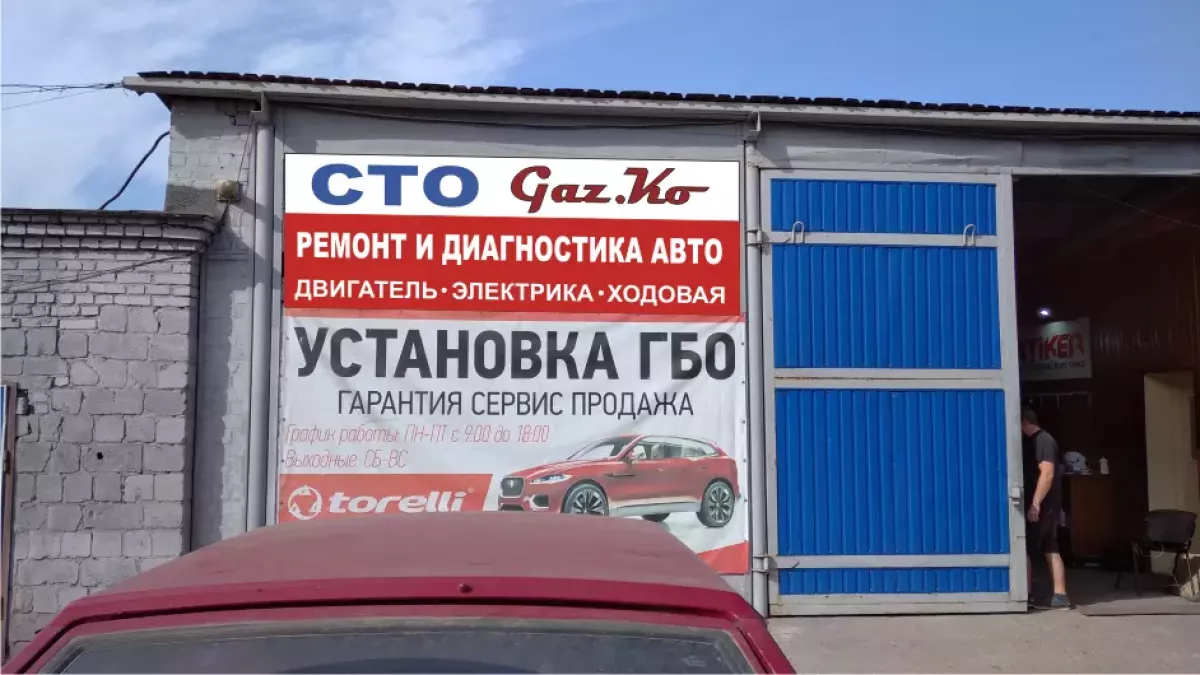 СТО Gaz.Ko
РЕМОНТ И ДИАГНОСТИКА АВТО
ДВИГАТЕЛЬ · ЭЛЕКТРИКА · ХОДОВАЯ
УСТАНОВКА ГБО
ГАРАНТИЯ СЕРВИС ПРОДАЖА
График работы: ПН-ПТ с 9:00 до 18:00
Выходные: СБ-ВС
torelli